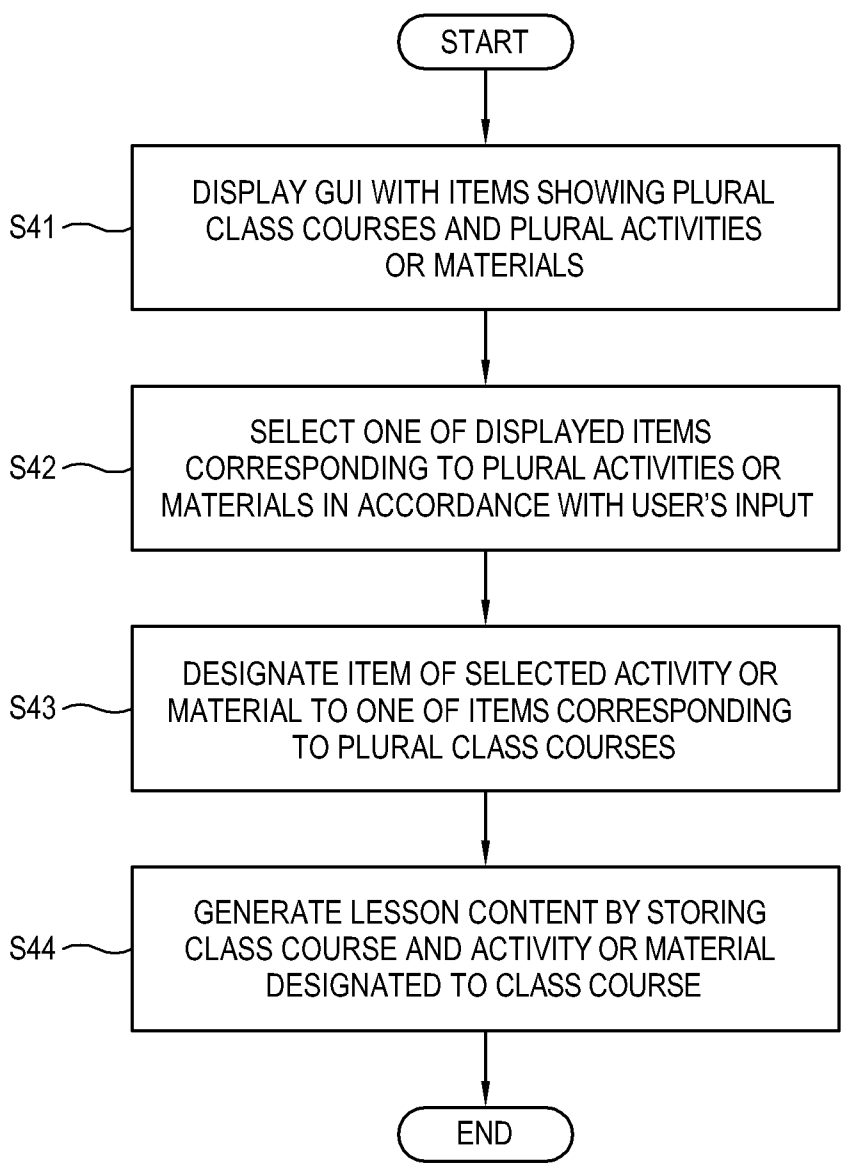 START
DISPLAY GUI WITH ITEMS SHOWING PLURAL
CLASS COURSES AND PLURAL ACTIVITIES
OR MATERIALS
S41
SELECT ONE OF DISPLAYED ITEMS
CORRESPONDING TO PLURAL ACTIVITIES OR
MATERIALS IN ACCORDANCE WITH USER'S INPUT
S42
DESIGNATE ITEM OF SELECTED ACTIVITY OR
MATERIAL TO ONE OF ITEMS CORRESPONDING
TO PLURAL CLASS COURSES
S43
GENERATE LESSON CONTENT BY STORING
CLASS COURSE AND ACTIVITY OR MATERIAL
DESIGNATED TO CLASS COURSE
S44
END